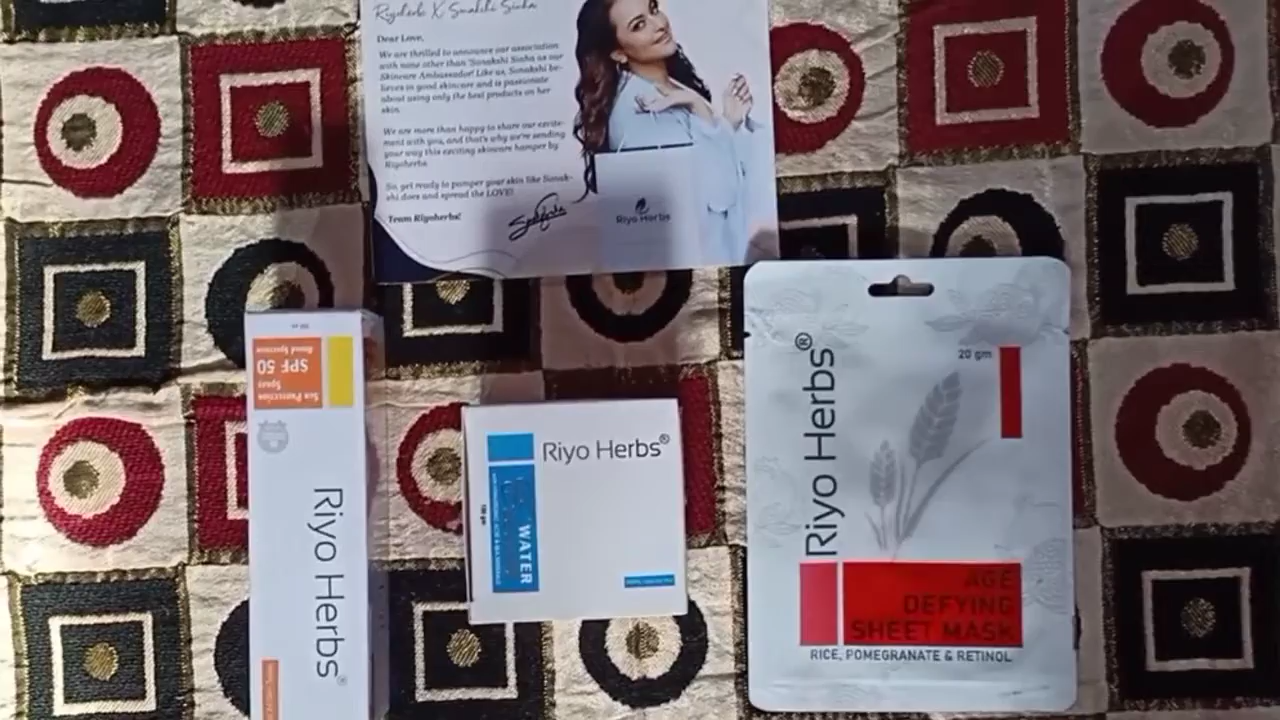 Riyoherb X Sonakshi Sinha
Dear Love,
We are thrilled to announce our association
with none other than 'Sonakshi Sinha as our
Skincare Ambassador! Like us, Sonakshi be-
lieves in good skincare and is passionate
about using only the best products on her
skin.
We are more than happy to share our excite-
ment with you, and that's why we're sending
your way this exciting skincare hamper by
Riyoherbs.
So, get ready to pamper your skin like Sonak-
shi does and spread the LOVE!
Team Riyoherbs!
Riyo Herbs
Sun Protection
Spray
SPF 50
Broad Spectrum
Riyo Herbs®
Riyo Herbs®
WATER
Riyo Herbs®
20 gm
AGE
DEFYING
SHEET MASK
RICE, POMEGRANATE & RETINOL